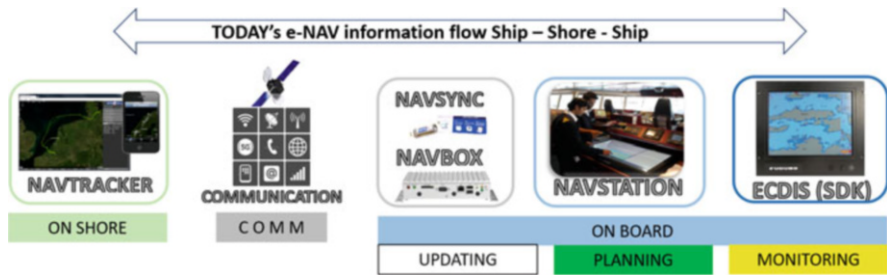 TODAY's e-NAV information flow Ship – Shore - Ship
NAVTRACKER
5G
@
COMMUNICATION
NAVSYNC
NAVBOX
NAVSTATION
ECDIS (SDK)
ON SHORE
C O M M
ON BOARD
UPDATING
PLANNING
MONITORING